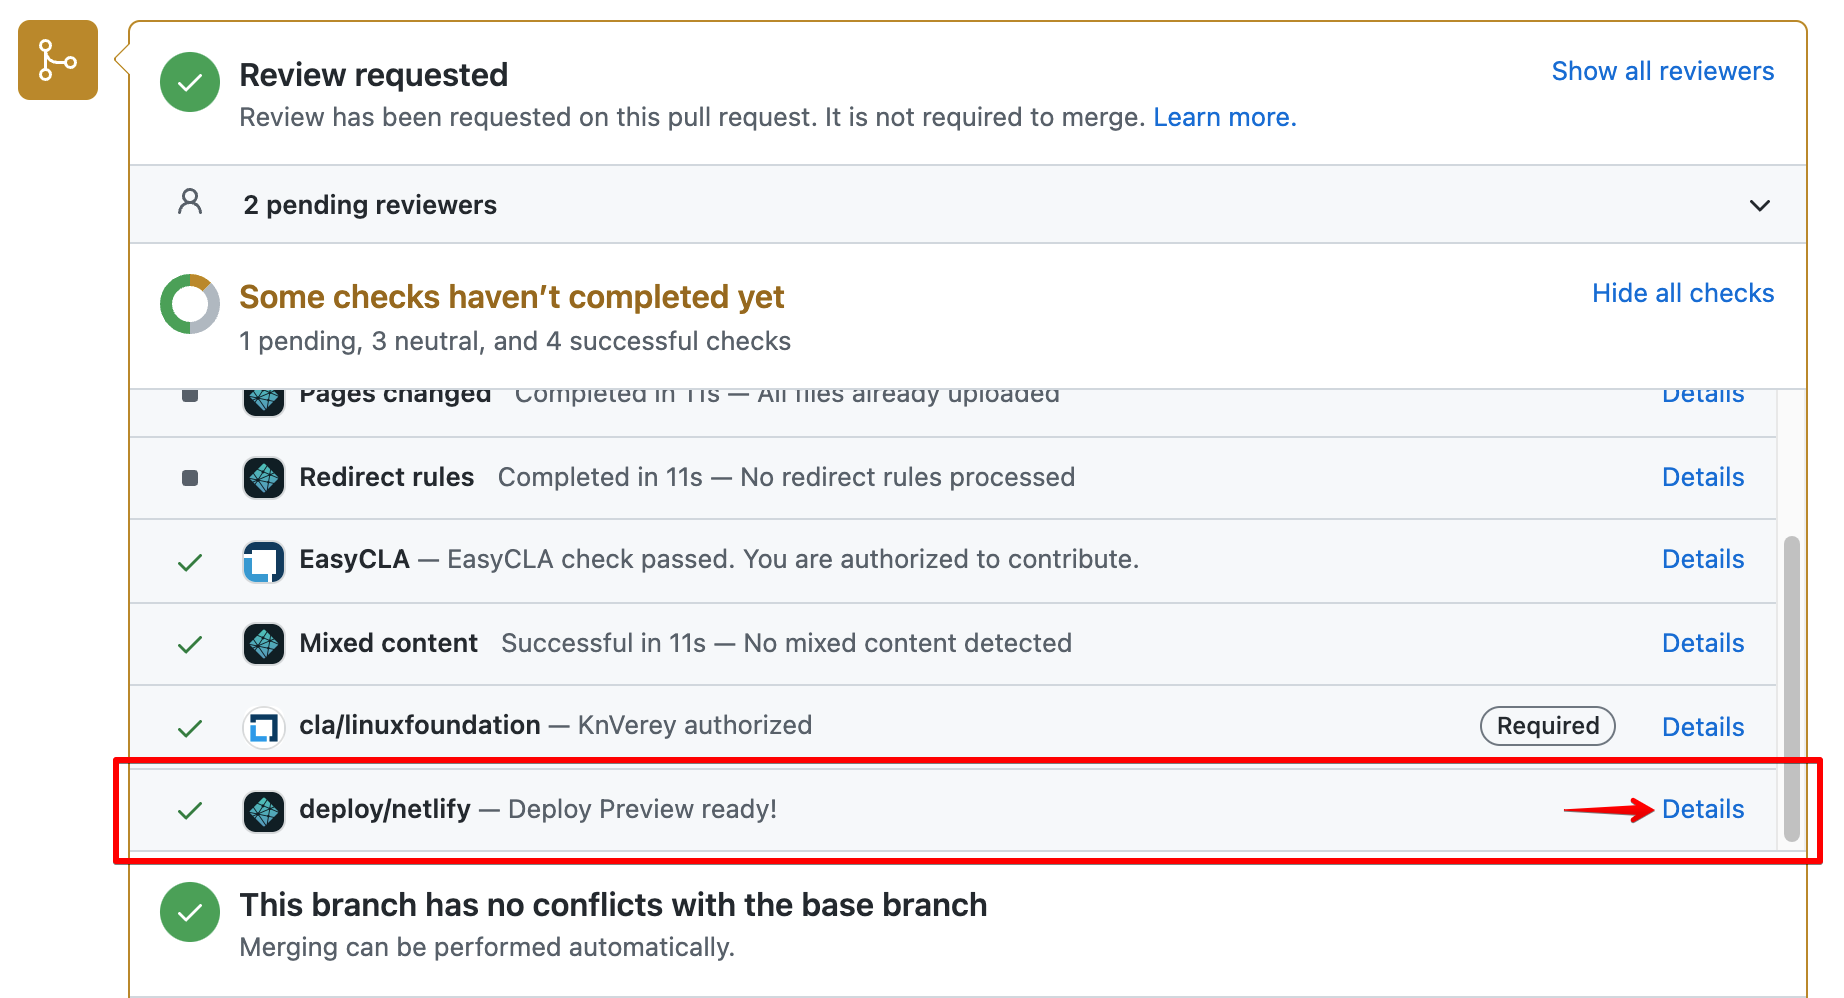 Review requested
Show all reviewers
Review has been requested on this pull request. It is not required to merge. Learn more.
2 pending reviewers
Some checks haven’t completed yet
Hide all checks
1 pending, 3 neutral, and 4 successful checks
Pages changed Completed in 11s — All files already uploaded Details
Redirect rules Completed in 11s — No redirect rules processed Details
EasyCLA — EasyCLA check passed. You are authorized to contribute. Details
Mixed content Successful in 11s — No mixed content detected Details
cla/linuxfoundation — KnVerey authorized Required Details
deploy/netlify — Deploy Preview ready! Details
This branch has no conflicts with the base branch
Merging can be performed automatically.